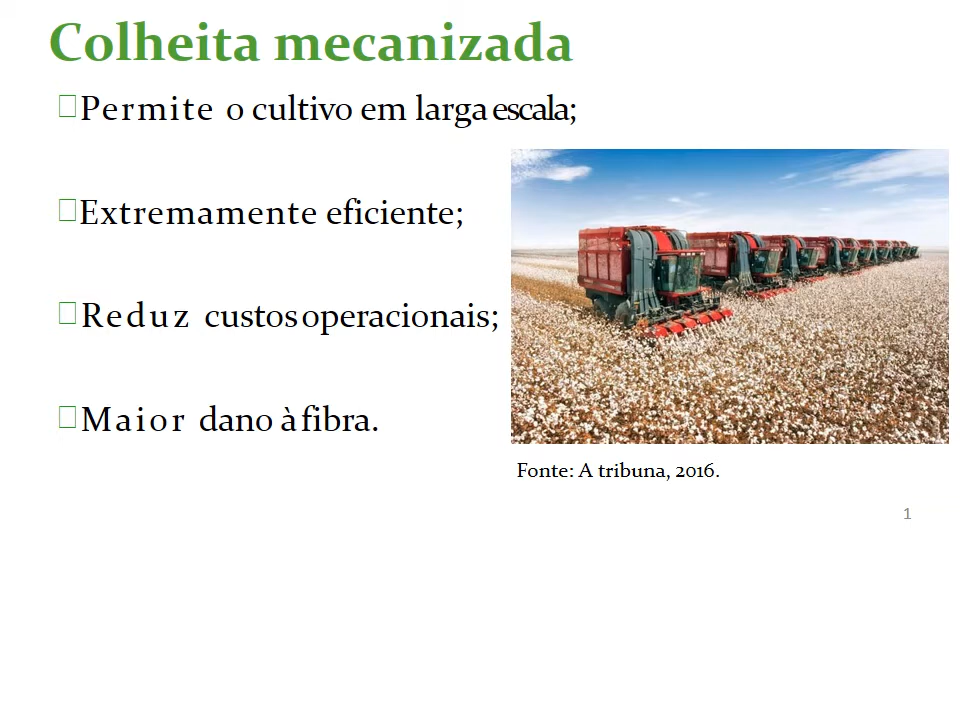 Colheita mecanizada
Permite o cultivo em larga escala;
Extremamente eficiente;
Reduz custos operacionais;
Maior dano à fibra.
Fonte: A tribuna, 2016.
1